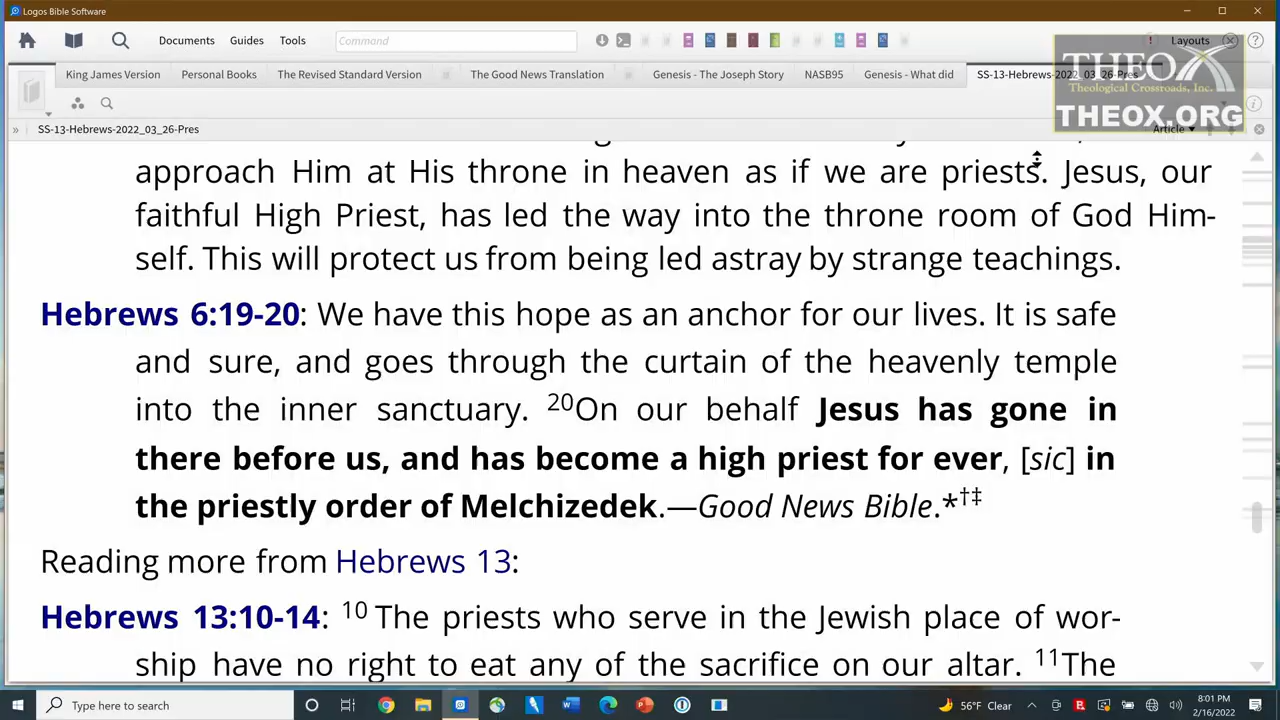 Logos Bible Software
Documents Guides Tools Command Layouts
King James Version Personal Books The Revised Standard Version The Good News Translation Genesis - The Joseph Story NASB95 Genesis - What did SS-13-Hebrews-2022_03_26-Pres
THEOX
Theological Crossroads, Inc.
THEOX.ORG
SS-13-Hebrews-2022_03_26-Pres Article
approach Him at His throne in heaven as if we are priests. Jesus, our
faithful High Priest, has led the way into the throne room of God Him-
self. This will protect us from being led astray by strange teachings.
Hebrews 6:19-20: We have this hope as an anchor for our lives. It is safe
and sure, and goes through the curtain of the heavenly temple
into the inner sanctuary. 20On our behalf Jesus has gone in
there before us, and has become a high priest for ever, [sic] in
the priestly order of Melchizedek.—Good News Bible.*†‡
Reading more from Hebrews 13:
Hebrews 13:10-14: 10 The priests who serve in the Jewish place of wor-
ship have no right to eat any of the sacrifice on our altar. 11The
Type here to search 56°F Clear 8:01 PM
2/16/2022